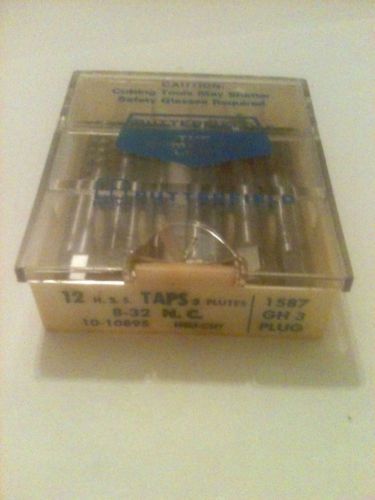 CAUTION:
Cutting Tools May Shatter
Safety Glasses Required
BUTTERFIELD
12 H.S.S. TAPS 2 FLUTES
8-32 N.C.
10-10895
1587
GH 3
PLUG